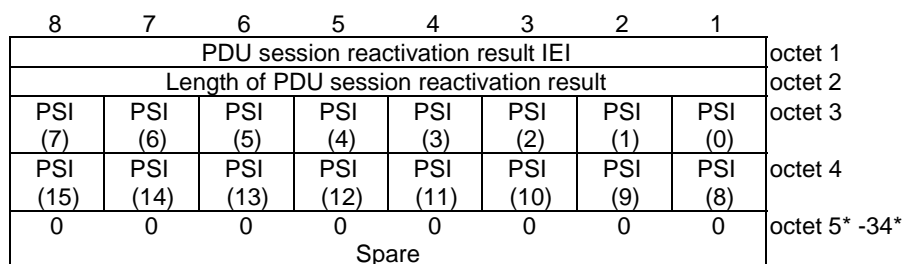 8 7 6 5 4 3 2 1
PDU session reactivation result IEI octet 1
Length of PDU session reactivation result octet 2
PSI PSI PSI PSI PSI PSI PSI PSI octet 3
(7) (6) (5) (4) (3) (2) (1) (0)
PSI PSI PSI PSI PSI PSI PSI PSI octet 4
(15) (14) (13) (12) (11) (10) (9) (8)
0 0 0 0 0 0 0 0 octet 5* -34*
Spare